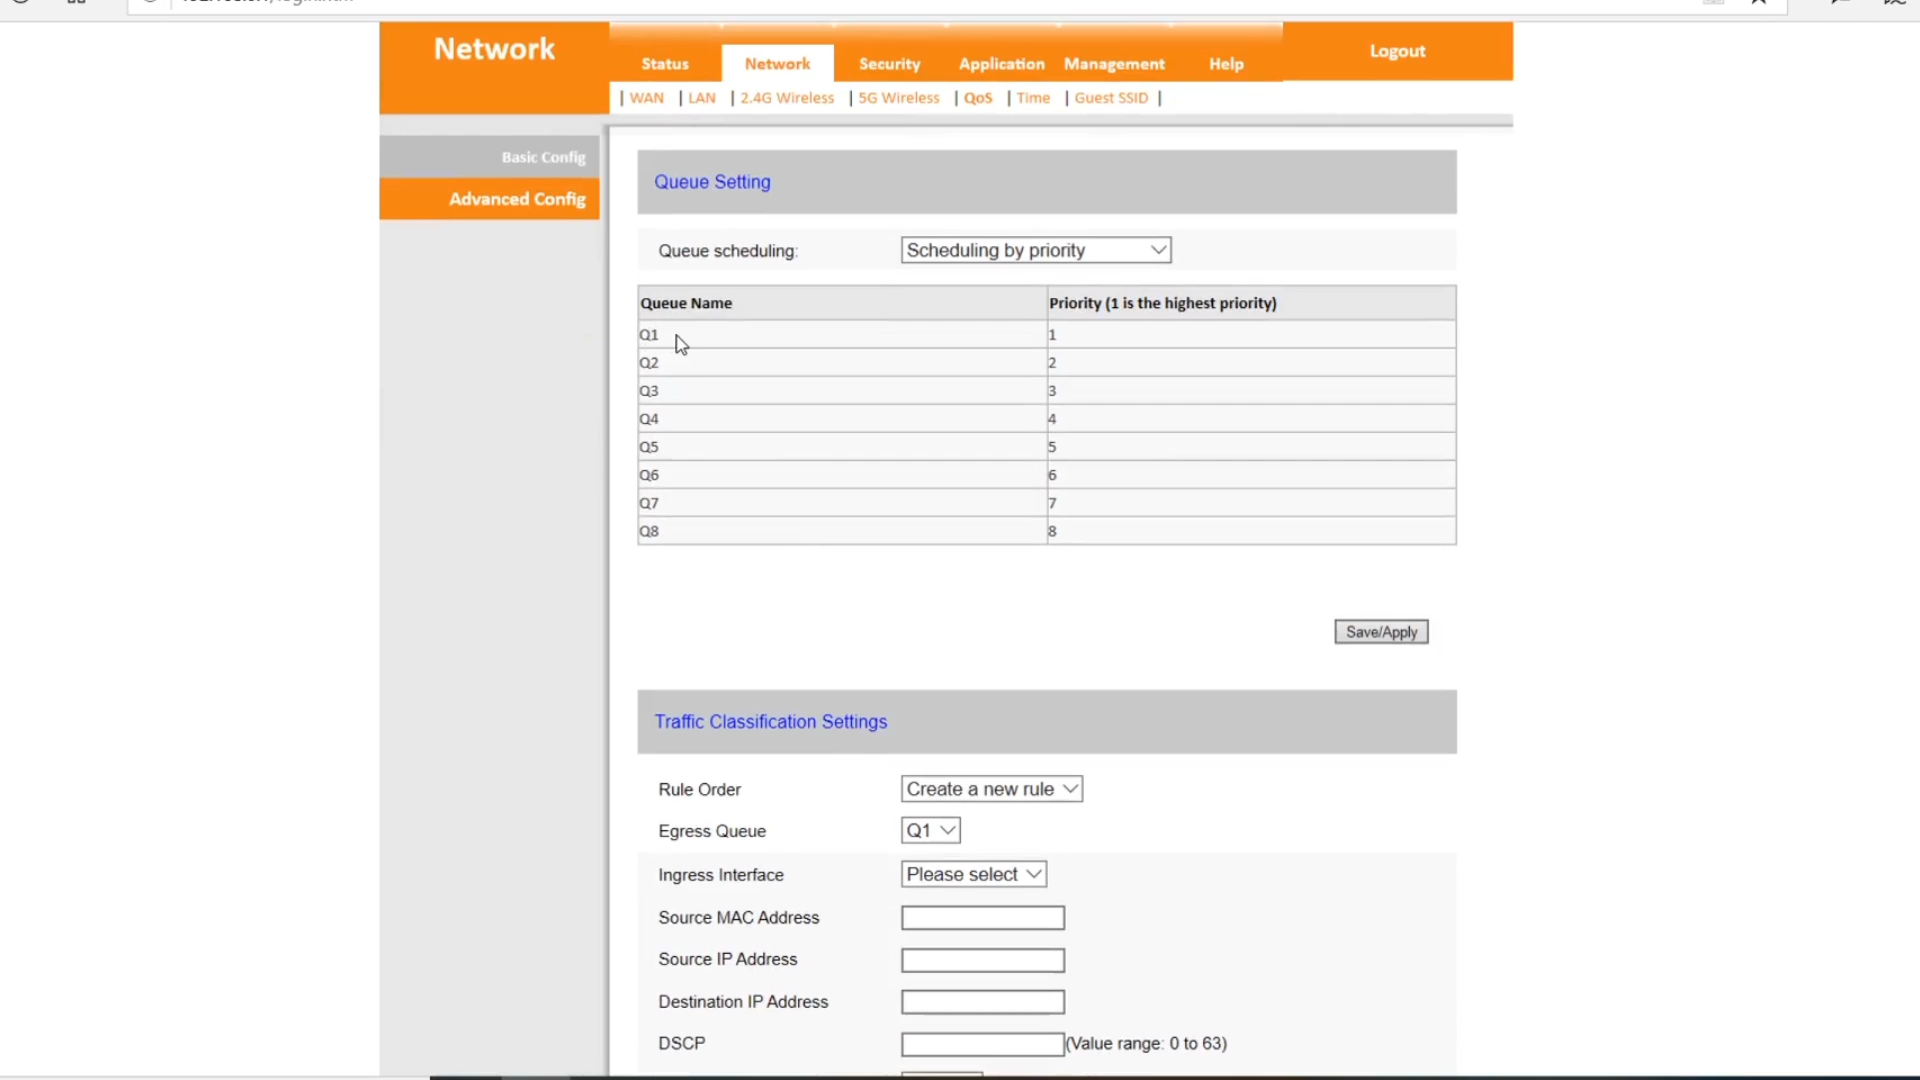 Network
Status Network Security Application Management Help Logout
| WAN | LAN | 2.4G Wireless | 5G Wireless | QoS | Time | Guest SSID |
Basic Config
Advanced Config
Queue Setting
Queue scheduling: Scheduling by priority
Queue Name Priority (1 is the highest priority)
Q1 1
Q2 2
Q3 3
Q4 4
Q5 5
Q6 6
Q7 7
Q8 8
Save/Apply
Traffic Classification Settings
Rule Order Create a new rule
Egress Queue Q1
Ingress Interface Please select
Source MAC Address
Source IP Address
Destination IP Address
DSCP (Value range: 0 to 63)